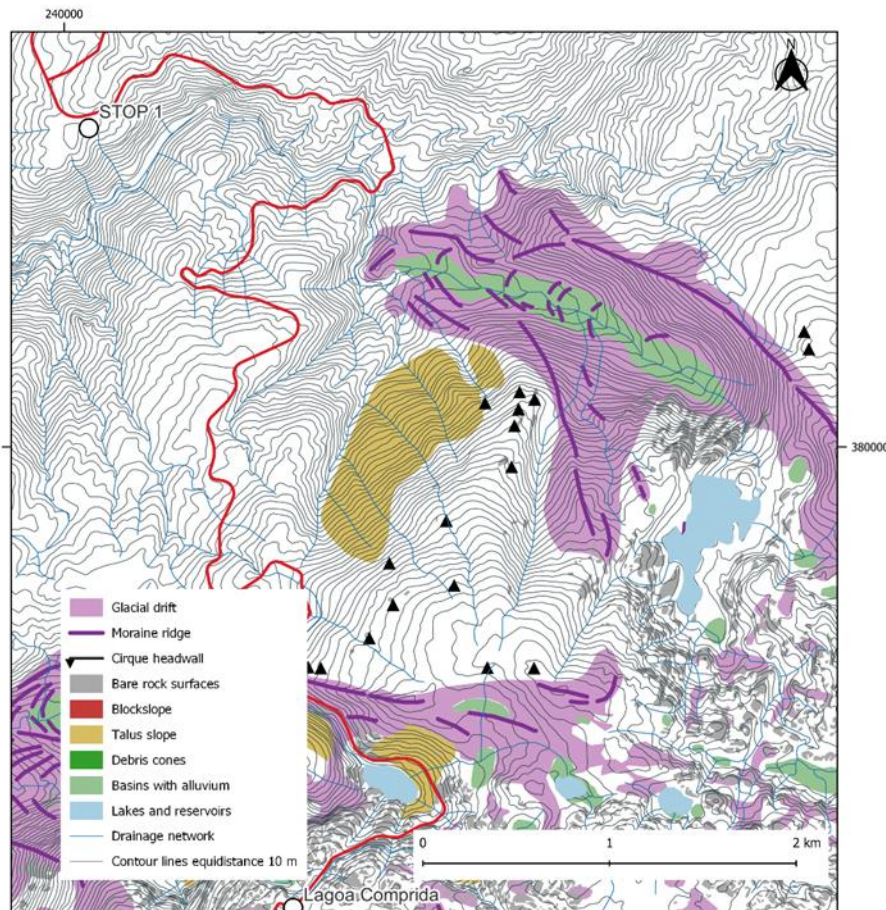 240000
N
STOP 1
380000
Glacial drift
Moraine ridge
Cirque headwall
Bare rock surfaces
Blockslope
Talus slope
Debris cones
Basins with alluvium
Lakes and reservoirs
Drainage network
Contour lines equidistance 10 m
0 1 2 km
Lagoa Comprida